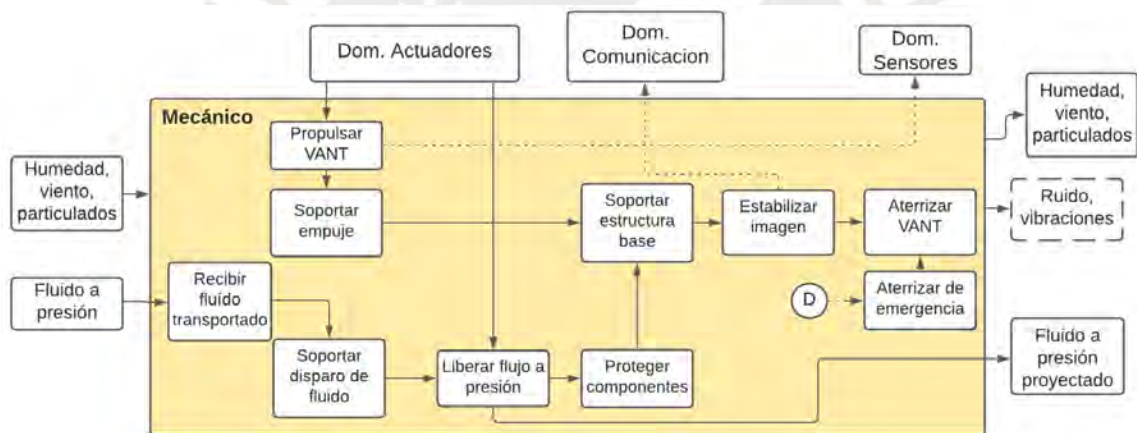 Dom. Actuadores
Dom.
Comunicacion
Dom.
Sensores
Mecánico
Humedad,
viento,
particulados
Propulsar
VANT
Humedad,
viento,
particulados
Soportar
empuje
Soportar
estructura
base
Estabilizar
imagen
Aterrizar
VANT
Ruido,
vibraciones
Fluido a
presión
Recibir
fluído
transportado
D
Aterrizar de
emergencia
Soportar
disparo de
fluido
Liberar flujo a
presión
Proteger
componentes
Fluido a
presión
proyectado